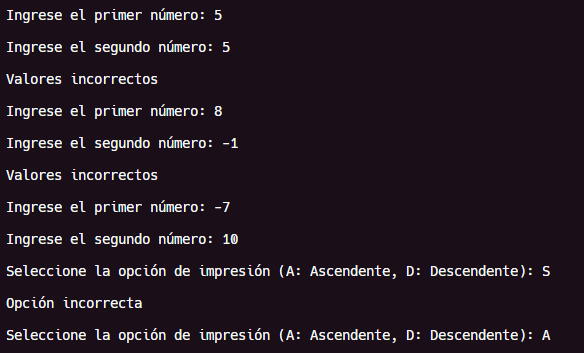 Ingrese el primer número: 5
Ingrese el segundo número: 5
Valores incorrectos
Ingrese el primer número: 8
Ingrese el segundo número: -1
Valores incorrectos
Ingrese el primer número: -7
Ingrese el segundo número: 10
Seleccione la opción de impresión (A: Ascendente, D: Descendente): S
Opción incorrecta
Seleccione la opción de impresión (A: Ascendente, D: Descendente): A